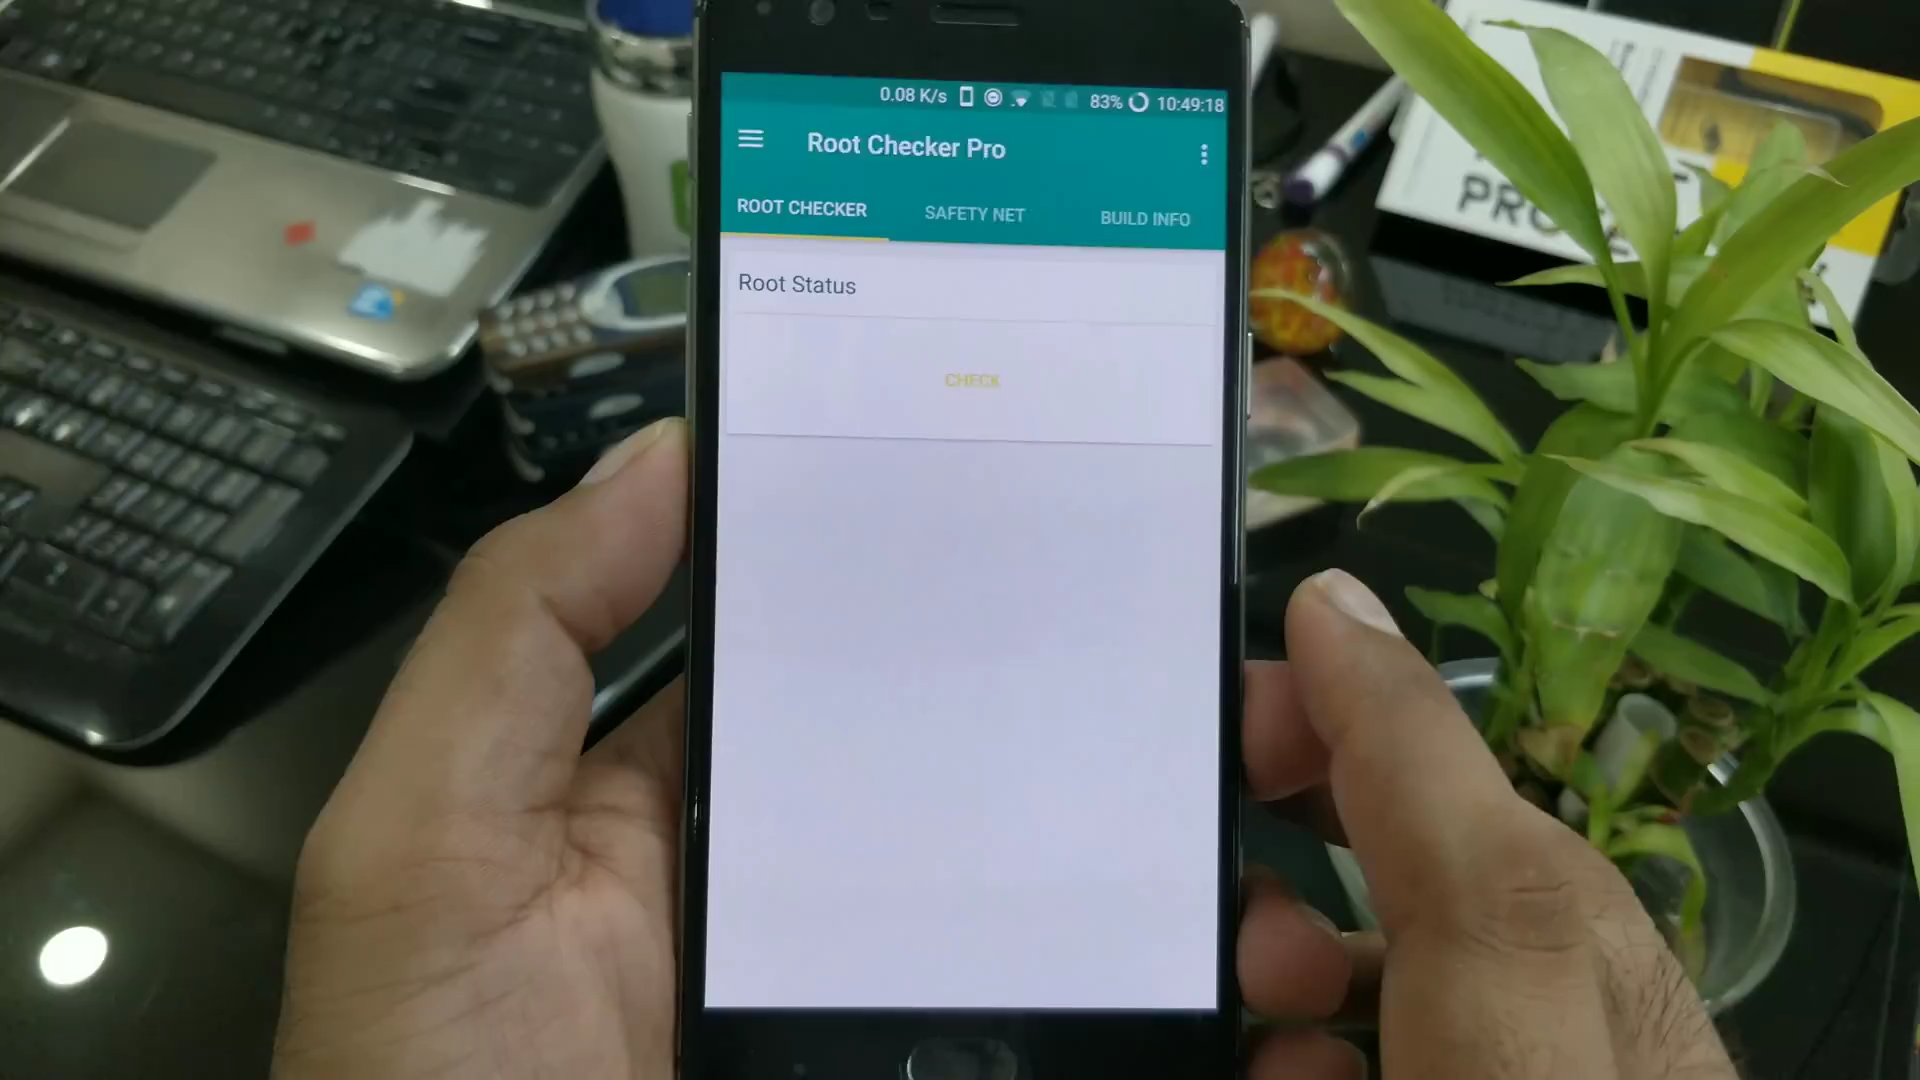 0.08 K/s 83% 10:49:18
Root Checker Pro
ROOT CHECKER SAFETY NET BUILD INFO
Root Status
CHECK